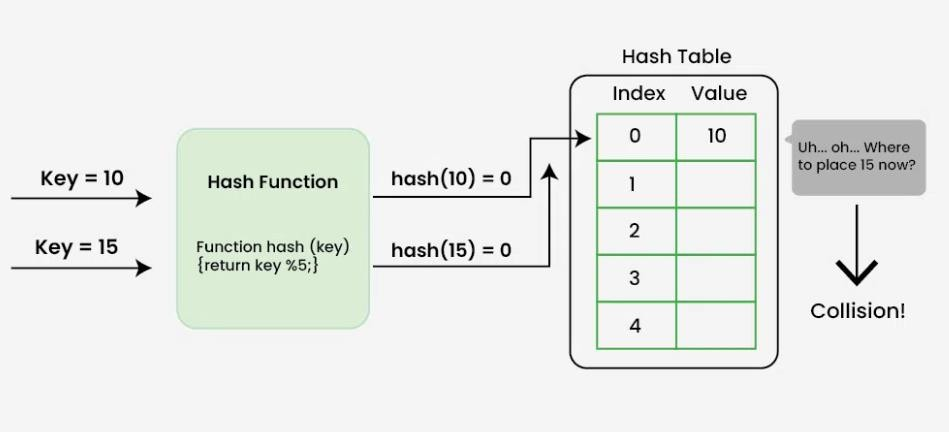 Key = 10
Key = 15
Hash Function
Function hash (key)
{return key %5;}
hash(10) = 0
hash(15) = 0
Hash Table
Index Value
0 10
1
2
3
4
Uh... oh... Where
to place 15 now?
Collision!